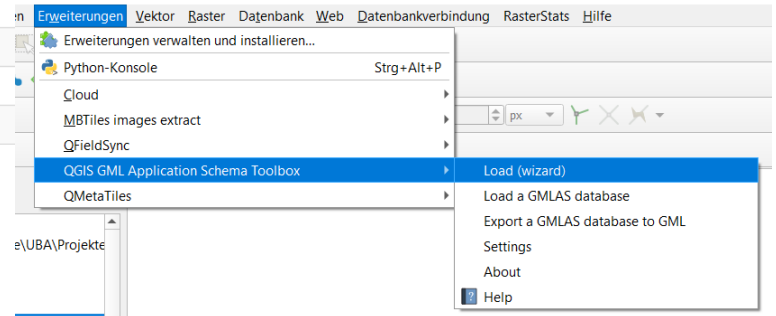 en Erweiterungen Vektor Raster Datenbank Web Datenbankverbindung RasterStats Hilfe
Erweiterungen verwalten und installieren...
Python-Konsole Strg+Alt+P
Cloud
MBTiles images extract
px
QFieldSync
QGIS GML Application Schema Toolbox
Load (wizard)
QMetaTiles
Load a GMLAS database
Export a GMLAS database to GML
e\UBA\Projekte
Settings
About
? Help